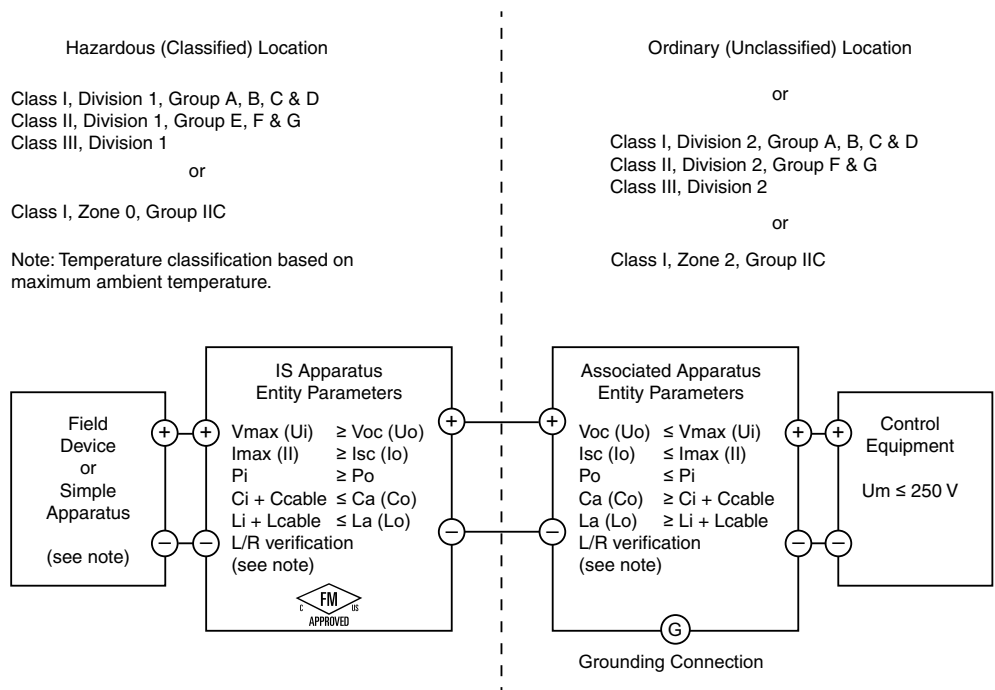 Hazardous (Classified) Location
Class I, Division 1, Group A, B, C & D
Class II, Division 1, Group E, F & G
Class III, Division 1
or
Class I, Zone 0, Group IIC
Note: Temperature classification based on
maximum ambient temperature.
Ordinary (Unclassified) Location
or
Class I, Division 2, Group A, B, C & D
Class II, Division 2, Group F & G
Class III, Division 2
or
Class I, Zone 2, Group IIC
Field
Device
or
Simple
Apparatus
(see note)
+
−
+
−
IS Apparatus
Entity Parameters
Vmax (Ui) ≥ Voc (Uo)
Imax (II) ≥ Isc (Io)
Pi ≥ Po
Ci + Ccable ≤ Ca (Co)
Li + Lcable ≤ La (Lo)
L/R verification
(see note)
C FM US
APPROVED
+
−
+
−
Associated Apparatus
Entity Parameters
Voc (Uo) ≤ Vmax (Ui)
Isc (Io) ≤ Imax (II)
Po ≤ Pi
Ca (Co) ≥ Ci + Ccable
La (Lo) ≥ Li + Lcable
L/R verification
(see note)
G
Grounding Connection
+
−
+
−
Control
Equipment
Um ≤ 250 V